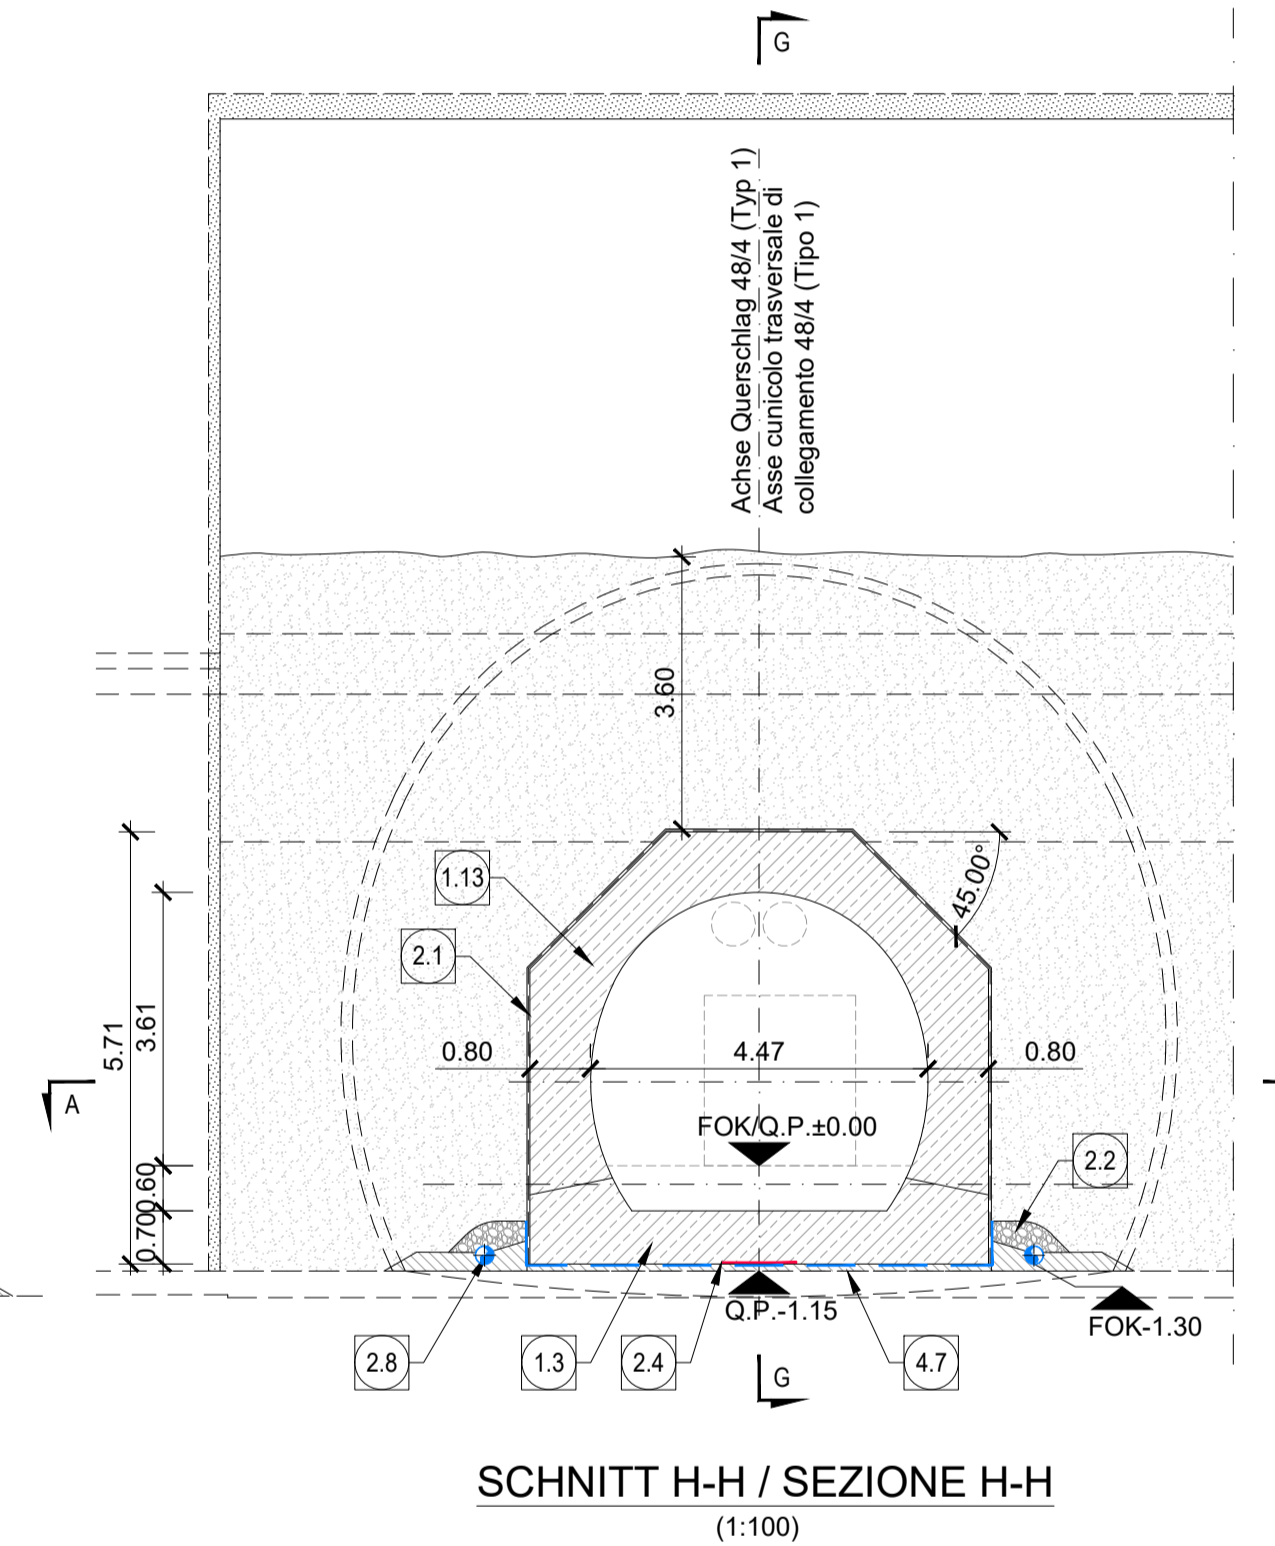 G
Achse Querschlag 48/4 (Typ 1)
Asse cunicolo trasversale di
collegamento 48/4 (Tipo 1)
3.60
1.13
45.00°
2.1
5.71
3.61
0.80
4.47
0.80
A
FOK/Q.P.±0.00
2.2
0.60
0.70
Q.P.-1.15
FOK-1.30
2.8
1.3
2.4
4.7
G
SCHNITT H-H / SEZIONE H-H
(1:100)